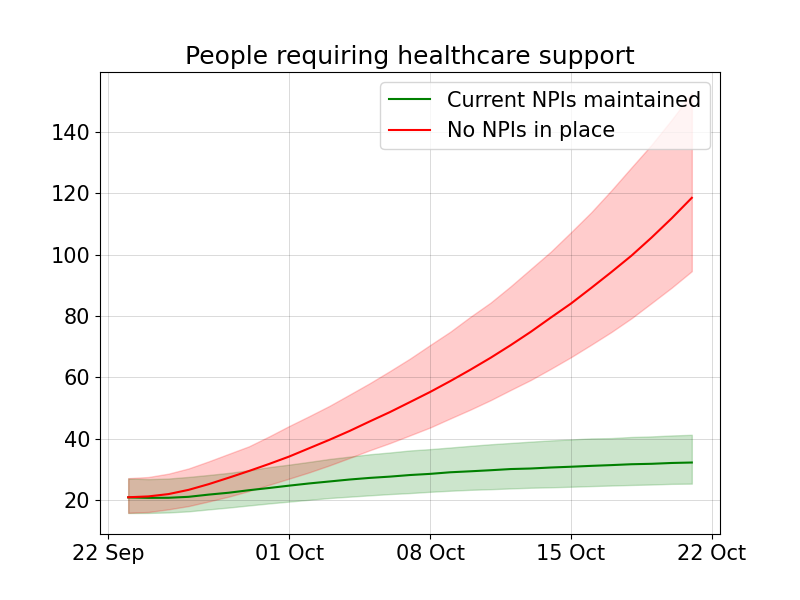 People requiring healthcare support
Current NPIs maintained
No NPIs in place
140
120
100
80
60
40
20
22 Sep 01 Oct 08 Oct 15 Oct 22 Oct